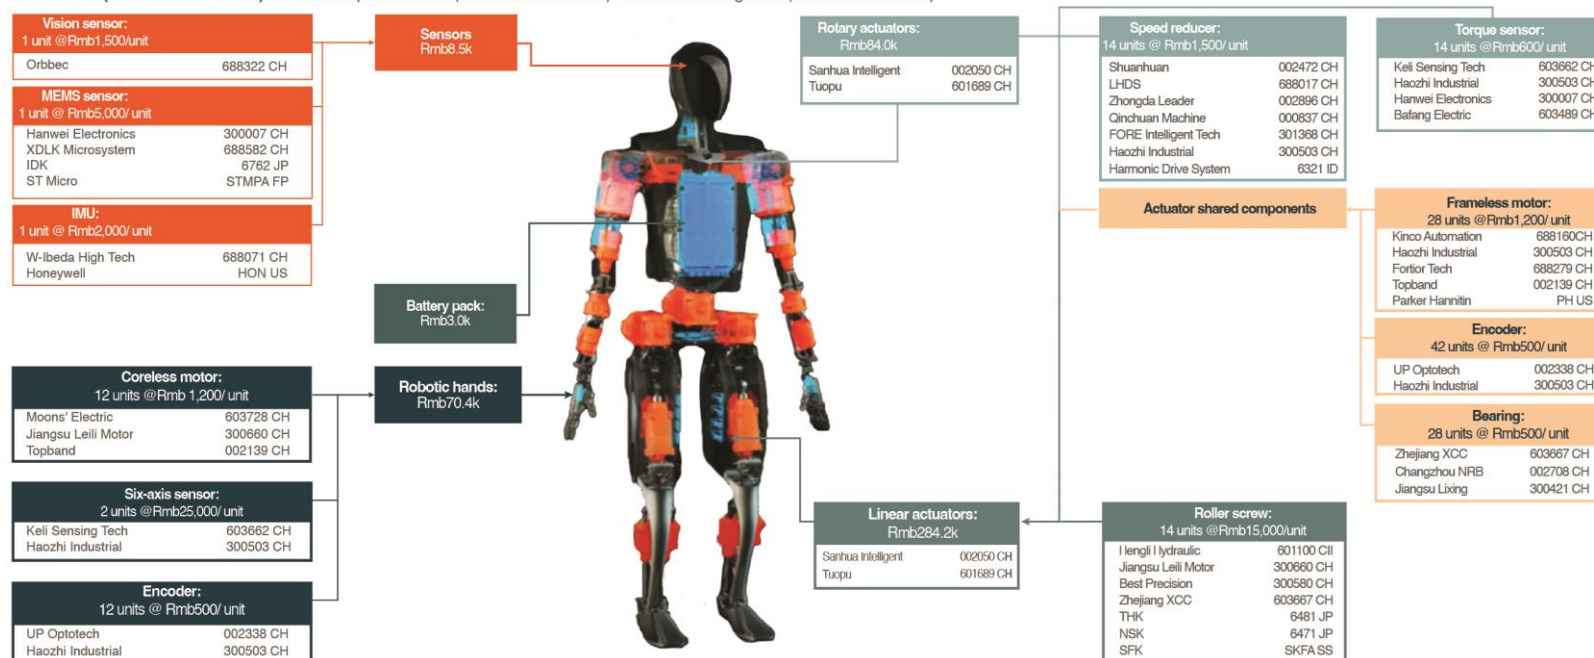 Vision sensor:
1 unit @Rmb1,500/unit
Orbbec 688322 CH
MEMS sensor:
1 unit @ Rmb5,000/ unit
Hanwei Electronics 300007 CH
XDLK Microsystem 688582 CH
IDK 6762 JP
ST Micro STMPA FP
IMU:
1 unit @ Rmb2,000/ unit
W-Ibeda High Tech 688071 CH
Honeywell HON US
Sensors
Rmb8.5k
Battery pack:
Rmb3.0k
Coreless motor:
12 units @Rmb 1,200/ unit
Moons' Electric 603728 CH
Jiangsu Leili Motor 300660 CH
Topband 002139 CH
Six-axis sensor:
2 units @Rmb25,000/ unit
Keli Sensing Tech 603662 CH
Haozhi Industrial 300503 CH
Encoder:
12 units @ Rmb500/ unit
UP Optotech 002338 CH
Haozhi Industrial 300503 CH
Robotic hands:
Rmb70.4k
Rotary actuators:
Rmb84.0k
Sanhua Intelligent 002050 CH
Tuopu 601689 CH
Speed reducer:
14 units @ Rmb1,500/ unit
Shuanhuan 002472 CH
LHDS 688017 CH
Zhongda Leader 002896 CH
Qinchuan Machine 000837 CH
FORE Intelligent Tech 301368 CH
Haozhi Industrial 300503 CH
Harmonic Drive System 6321 ID
Torque sensor:
14 units @Rmb600/ unit
Keli Sensing Tech 603662 CH
Haozhi Industrial 300503 CH
Hanwei Electronics 300007 CH
Bafang Electric 603489 CH
Actuator shared components
Frameless motor:
28 units @Rmb1,200/ unit
Kinco Automation 688160CH
Haozhi Industrial 300503 CH
Fortior Tech 688279 CH
Topband 002139 CH
Parker Hannitin PH US
Encoder:
42 units @ Rmb500/ unit
UP Optotech 002338 CH
Haozhi Industrial 300503 CH
Bearing:
28 units @ Rmb500/ unit
Zhejiang XCC 603667 CH
Changzhou NRB 002708 CH
Jiangsu Lixing 300421 CH
Linear actuators:
Rmb284.2k
Sanhua Intelligent 002050 CH
Tuopu 601689 CH
Roller screw:
14 units @Rmb15,000/unit
601100
Jiangsu Leili Motor 300660 CH
Best Precision 300580 CH
Zhejiang XCC 603667 CH
THK 6481 JP
NSK 6471 JP
SFK SKFA SS